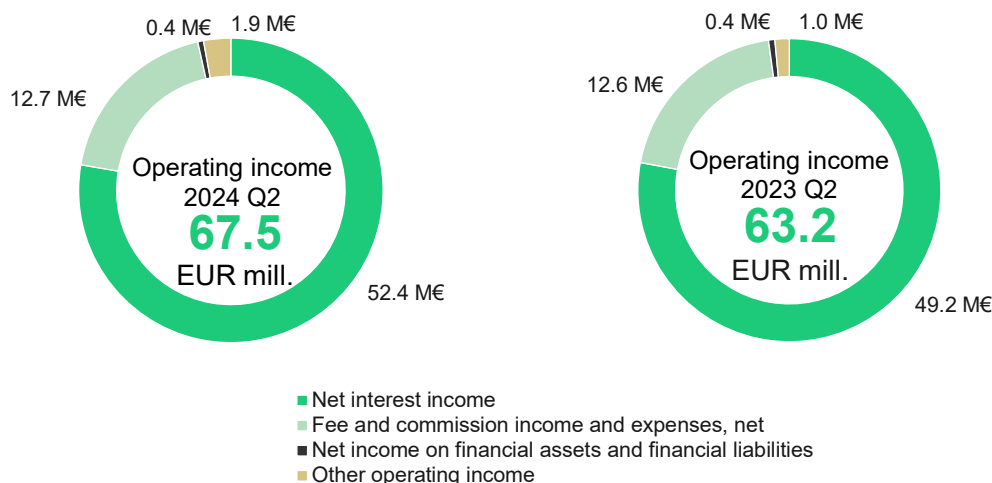 0.4 M€
1.9 M€
12.7 M€
Operating income
2024 Q2
67.5
EUR mill.
52.4 M€
0.4 M€
1.0 M€
12.6 M€
Operating income
2023 Q2
63.2
EUR mill.
49.2 M€
Net interest income
Fee and commission income and expenses, net
Net income on financial assets and financial liabilities
Other operating income